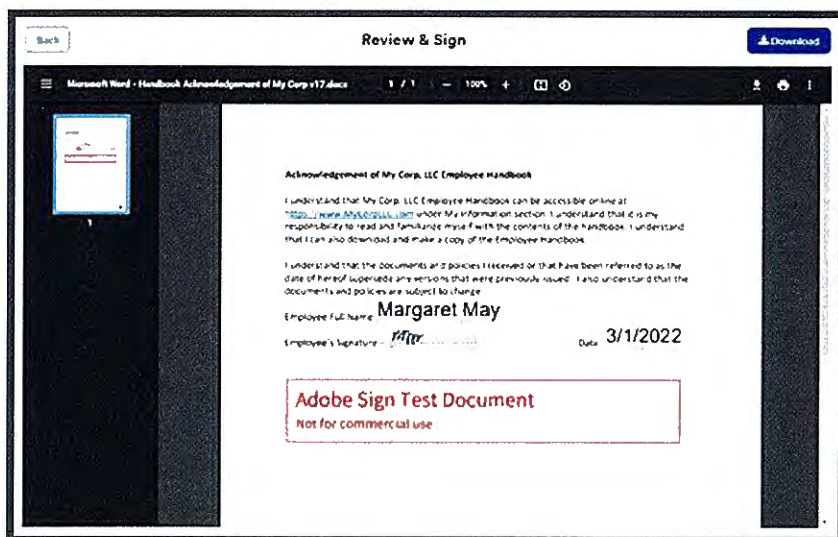 Back
Review & Sign
Download
Microsoft Word - Handbook Acknowledgement of My Corp v17.docx
1 / 1
100%
Acknowledgement of My Corp, LLC Employee Handbook
I understand that My Corp, LLC Employee Handbook can be accessible online at
https://www.MyCorpLLC.com under My Information section. I understand that it is my
responsibility to read and familiarize myself with the contents of the handbook. I understand
that I can also download and make a copy of the Employee Handbook.
I understand that the documents and policies I received or that have been referred to as the
date of hereof supersede any versions that were previously issued. I also understand that the
documents and policies are subject to change
Employee Full Name Margaret May
Employee's Signature
Date 3/1/2022
Adobe Sign Test Document
Not for commercial use
1